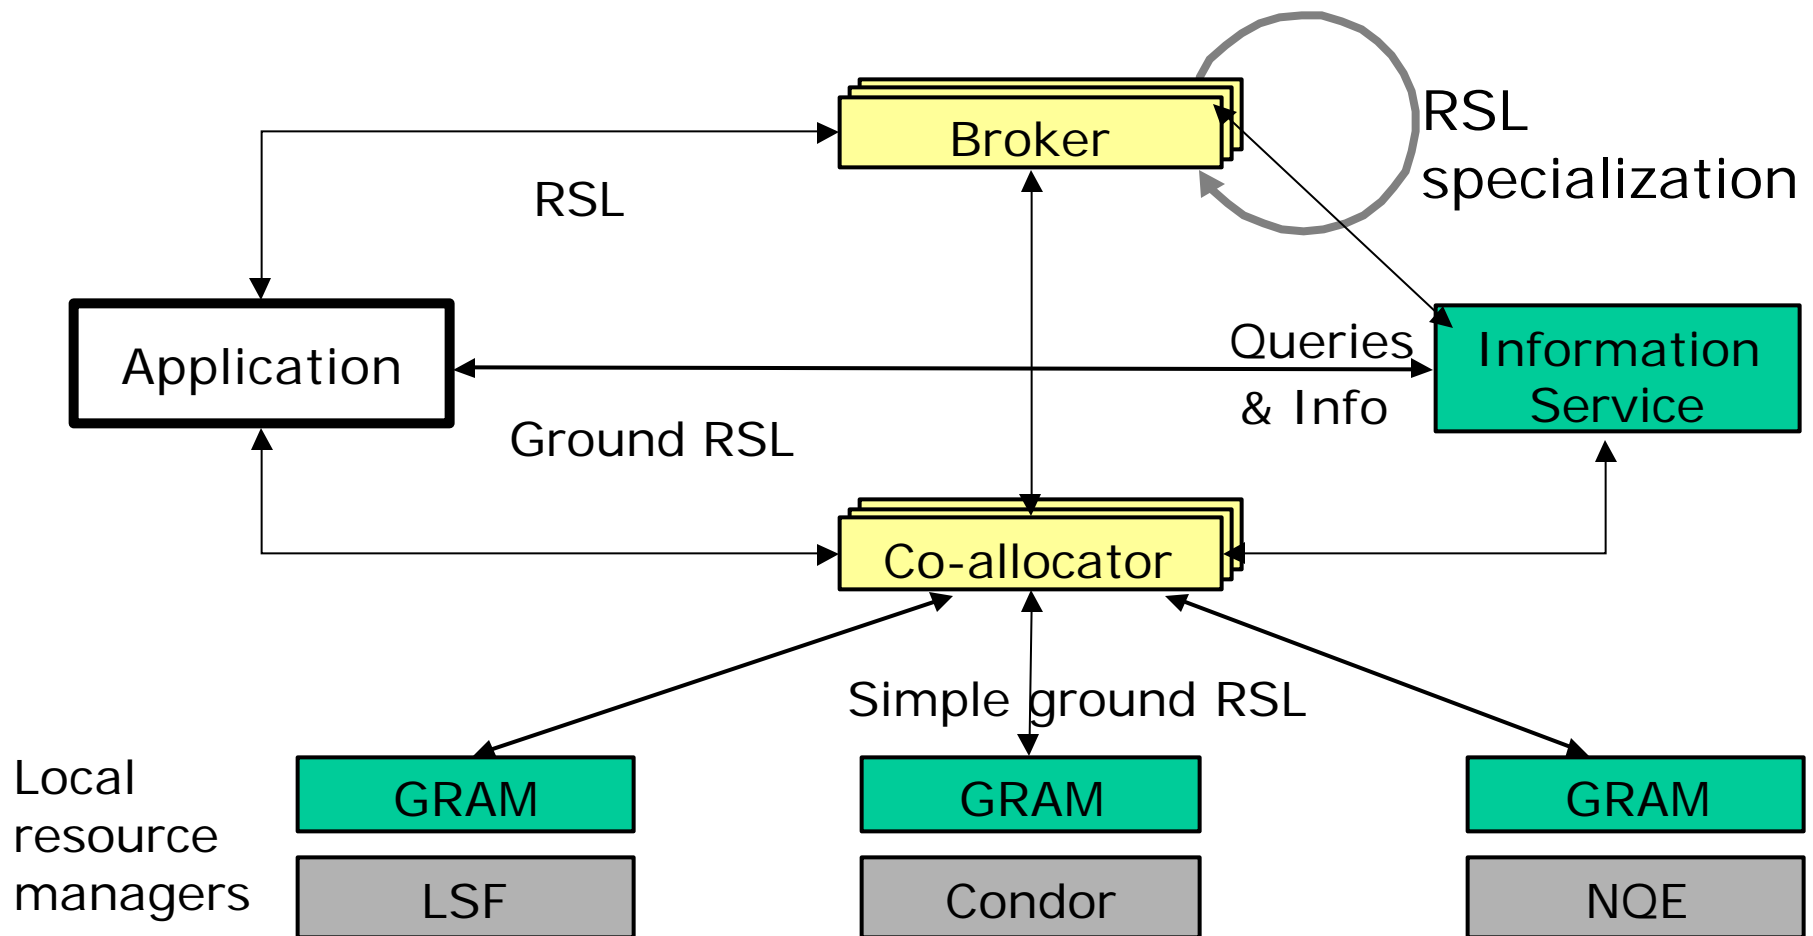 Broker
RSL
specialization
RSL
Application
Queries
& Info
Information
Service
Ground RSL
Co-allocator
Simple ground RSL
Local
resource
managers
GRAM
GRAM
GRAM
LSF
Condor
NQE